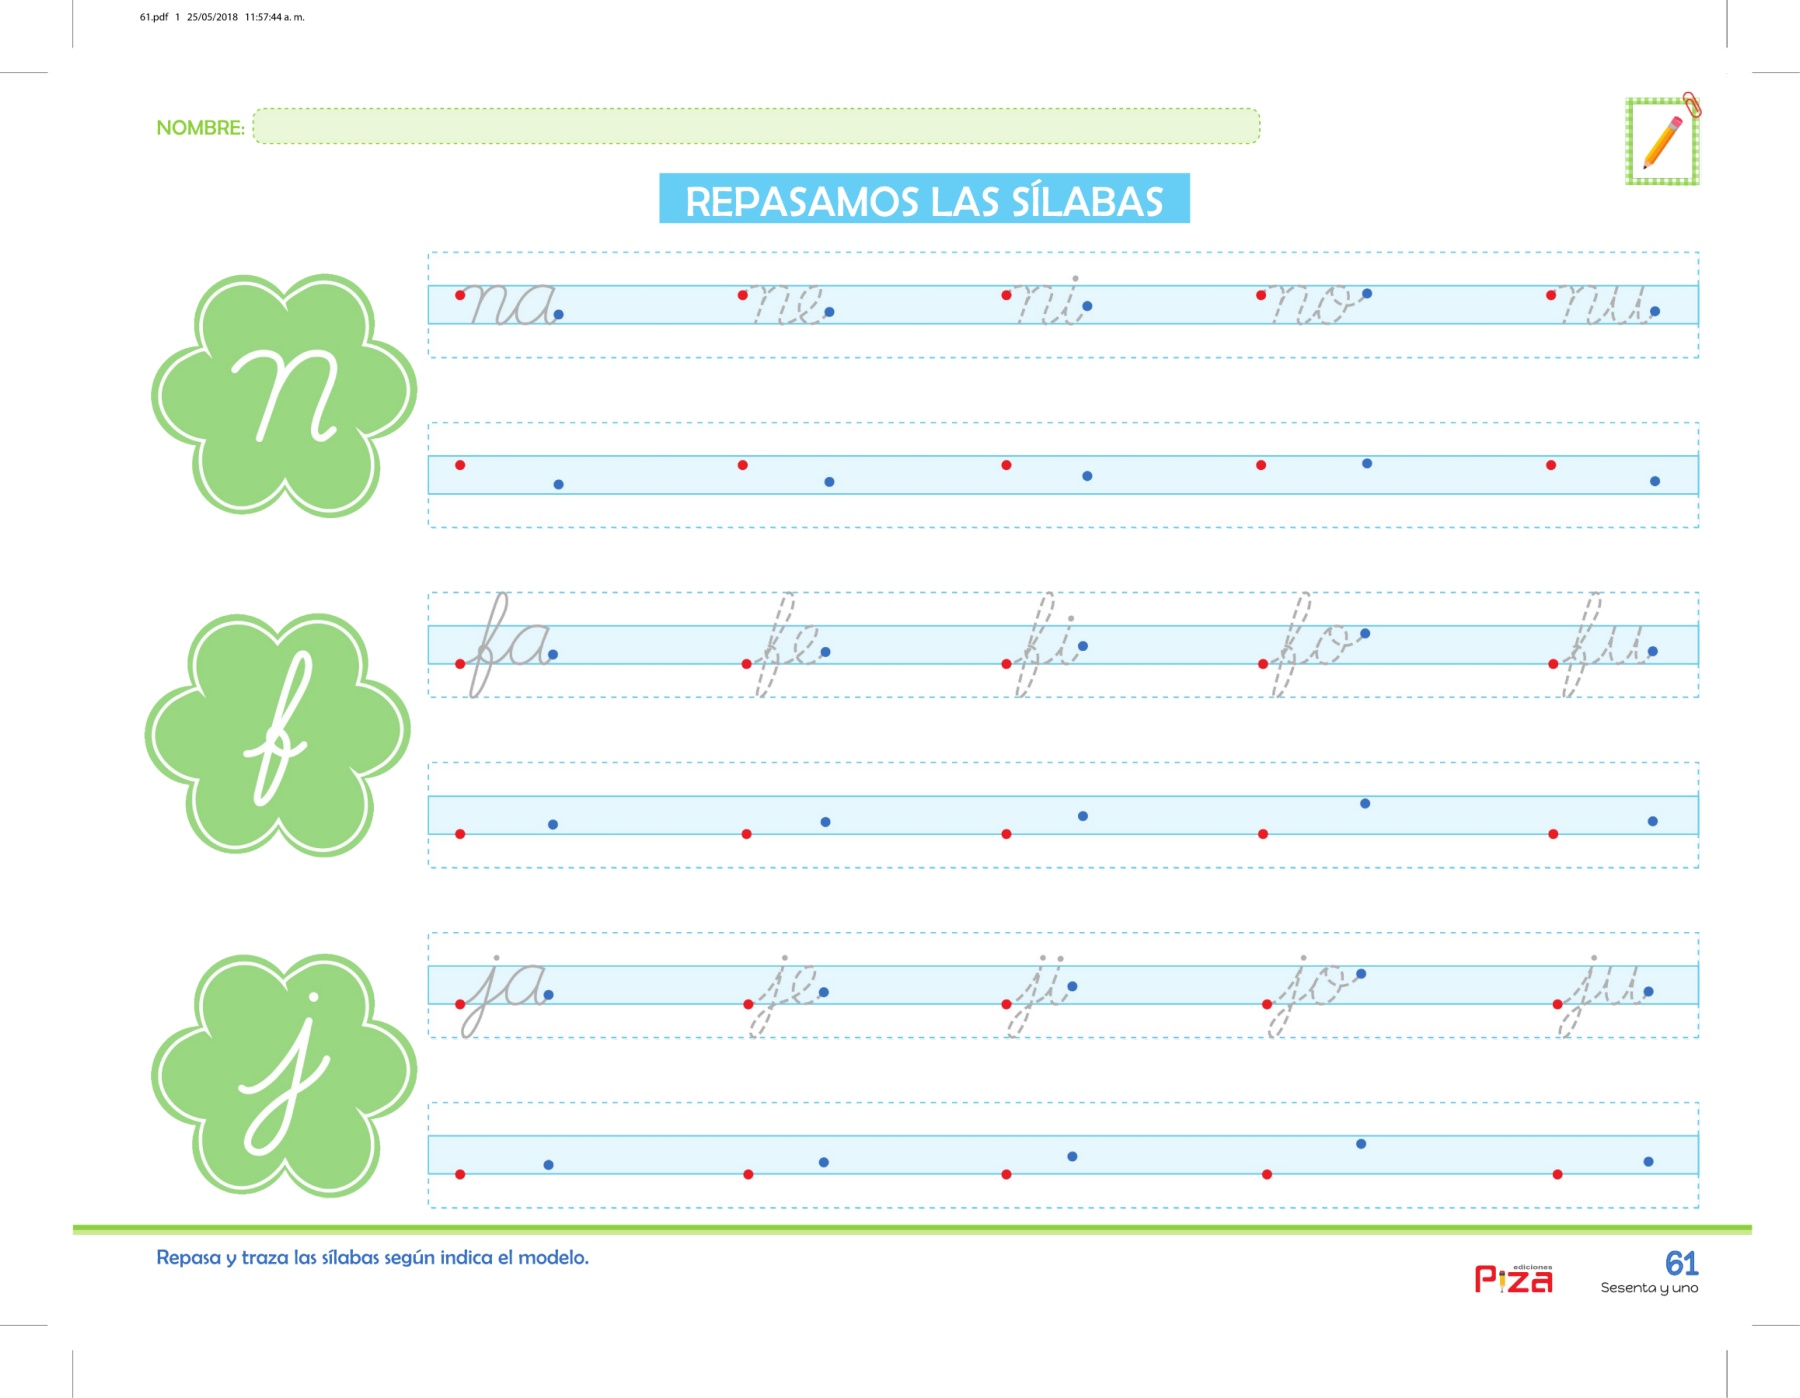 61.pdf 1 25/05/2018 11:57:44 a. m.
NOMBRE:
REPASAMOS LAS SÍLABAS
n
na ne ni no nu
f
fa fe fi fo fu
j
ja je ji jo ju
Repasa y traza las sílabas según indica el modelo.
ediciones
Piza
61
Sesenta y uno